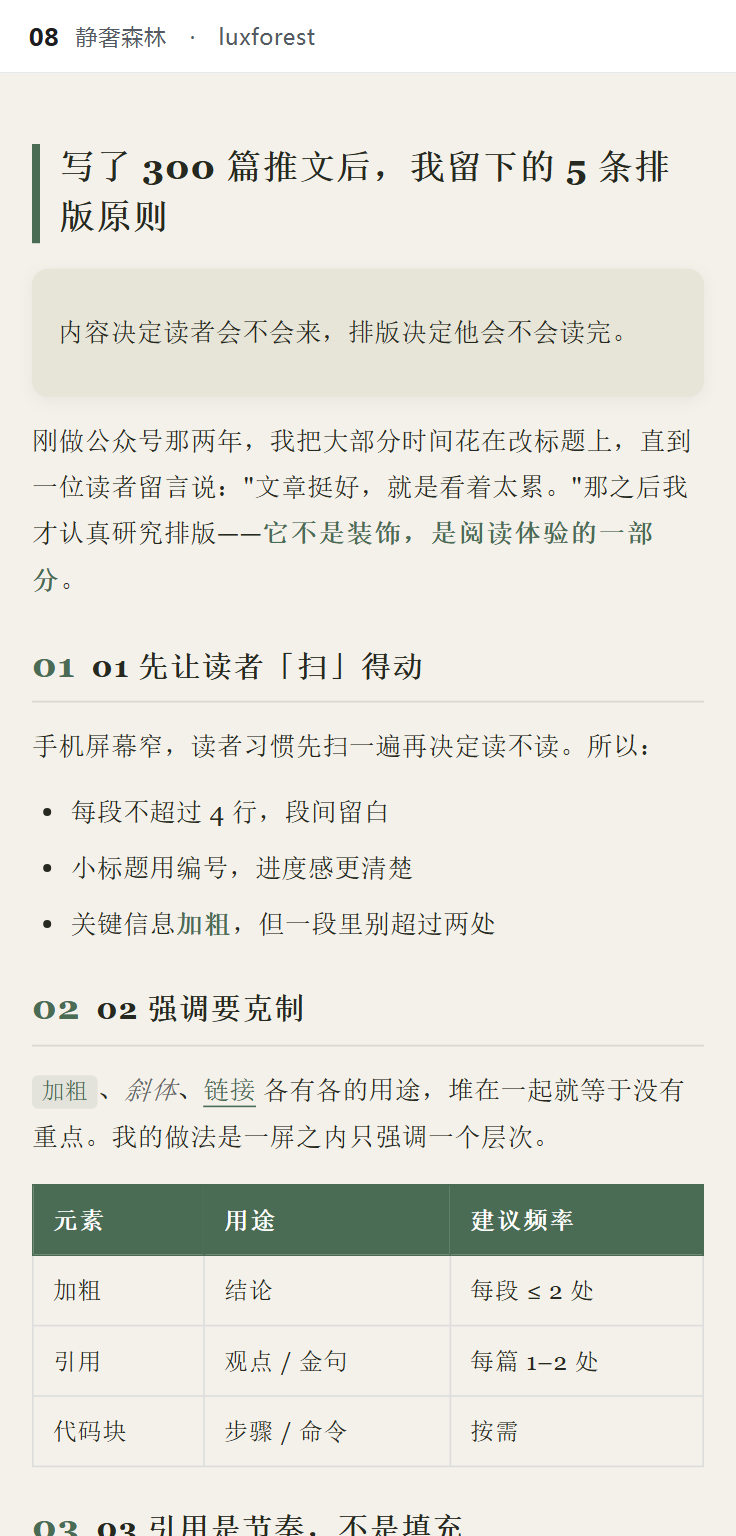 08 静奢森林 · luxforest
写了 300 篇推文后，我留下的 5 条排
版原则
内容决定读者会不会来，排版决定他会不会读完。
刚做公众号那两年，我把大部分时间花在改标题上，直到
一位读者留言说："文章挺好，就是看着太累。"那之后我
才认真研究排版——它不是装饰，是阅读体验的一部
分。
01 01 先让读者「扫」得动
手机屏幕窄，读者习惯先扫一遍再决定读不读。所以：
• 每段不超过 4 行，段间留白
• 小标题用编号，进度感更清楚
• 关键信息加粗，但一段里别超过两处
02 02 强调要克制
加粗、斜体、链接 各有各的用途，堆在一起就等于没有
重点。我的做法是一屏之内只强调一个层次。
元素 用途 建议频率
加粗 结论 每段 ≤ 2 处
引用 观点 / 金句 每篇 1–2 处
代码块 步骤 / 命令 按需
03 03 引用是节奏，不是填充